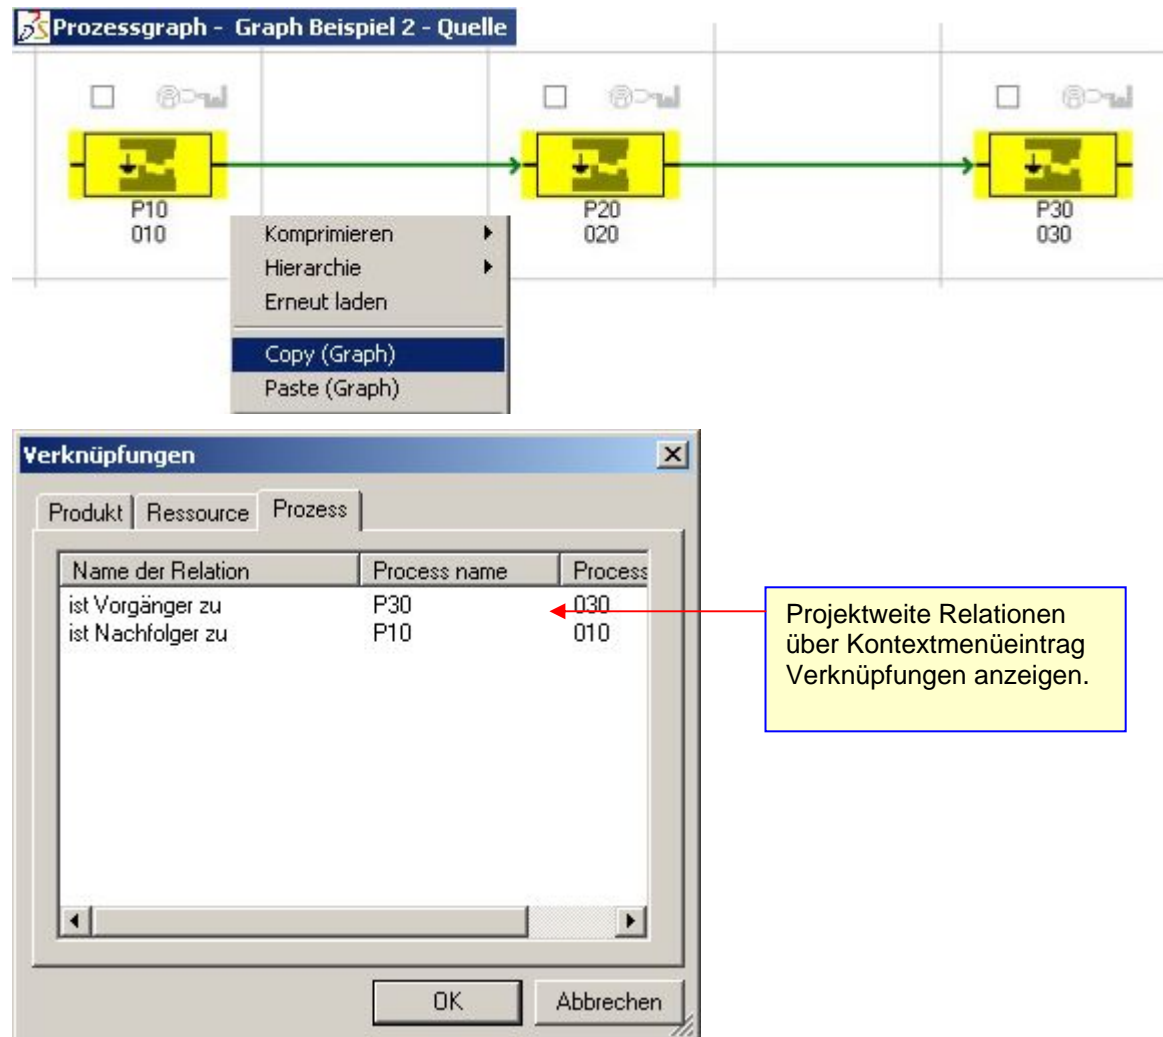 Prozessgraph - Graph Beispiel 2 - Quelle
P10 P20 P30
010 020 030
Komprimieren
Hierarchie
Erneut laden
Copy (Graph)
Paste (Graph)
Verknüpfungen
Produkt Ressource Prozess
Name der Relation Process name Process
ist Vorgänger zu P30 030
ist Nachfolger zu P10 010
Projektweite Relationen
über Kontextmenüeintrag
Verknüpfungen anzeigen.
OK Abbrechen